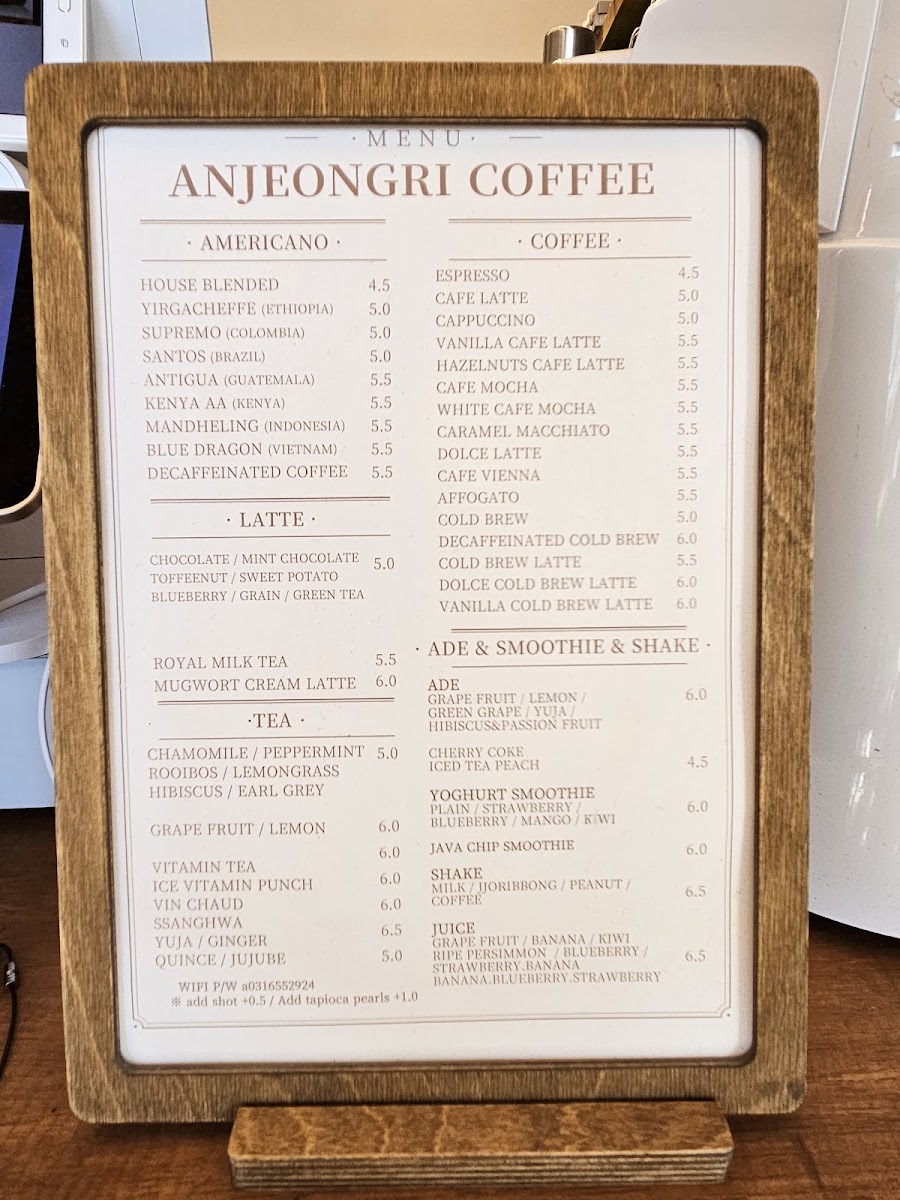 · MENU ·
ANJEONGRI COFFEE
· AMERICANO ·
HOUSE BLENDED 4.5
YIRGACHEFFE (ETHIOPIA) 5.0
SUPREMO (COLOMBIA) 5.0
SANTOS (BRAZIL) 5.0
ANTIGUA (GUATEMALA) 5.5
KENYA AA (KENYA) 5.5
MANDHELING (INDONESIA) 5.5
BLUE DRAGON (VIETNAM) 5.5
DECAFFEINATED COFFEE 5.5
· LATTE ·
CHOCOLATE / MINT CHOCOLATE 5.0
TOFFEENUT / SWEET POTATO
BLUEBERRY / GRAIN / GREEN TEA
ROYAL MILK TEA 5.5
MUGWORT CREAM LATTE 6.0
·TEA ·
CHAMOMILE / PEPPERMINT 5.0
ROOIBOS / LEMONGRASS
HIBISCUS / EARL GREY
GRAPE FRUIT / LEMON 6.0
6.0
VITAMIN TEA
ICE VITAMIN PUNCH 6.0
VIN CHAUD 6.0
SSANGHWA
YUJA / GINGER 6.5
QUINCE / JUJUBE 5.0
WIFI P/W a0316552924
※ add shot +0.5 / Add tapioca pearls +1.0
· COFFEE ·
ESPRESSO 4.5
CAFE LATTE 5.0
CAPPUCCINO 5.0
VANILLA CAFE LATTE 5.5
HAZELNUTS CAFE LATTE 5.5
CAFE MOCHA 5.5
WHITE CAFE MOCHA 5.5
CARAMEL MACCHIATO 5.5
DOLCE LATTE 5.5
CAFE VIENNA 5.5
AFFOGATO 5.5
COLD BREW 5.0
DECAFFEINATED COLD BREW 6.0
COLD BREW LATTE 5.5
DOLCE COLD BREW LATTE 6.0
VANILLA COLD BREW LATTE 6.0
· ADE & SMOOTHIE & SHAKE ·
ADE 6.0
GRAPE FRUIT / LEMON /
GREEN GRAPE / YUJA /
HIBISCUS&PASSION FRUIT
CHERRY COKE
ICED TEA PEACH 4.5
YOGHURT SMOOTHIE
PLAIN / STRAWBERRY / 6.0
BLUEBERRY / MANGO / KIWI
JAVA CHIP SMOOTHIE 6.0
SHAKE
MILK / JJORIBBONG / PEANUT / 6.5
COFFEE
JUICE
GRAPE FRUIT / BANANA / KIWI
RIPE PERSIMMON / BLUEBERRY / 6.5
STRAWBERRY.BANANA
BANANA.BLUEBERRY.STRAWBERRY